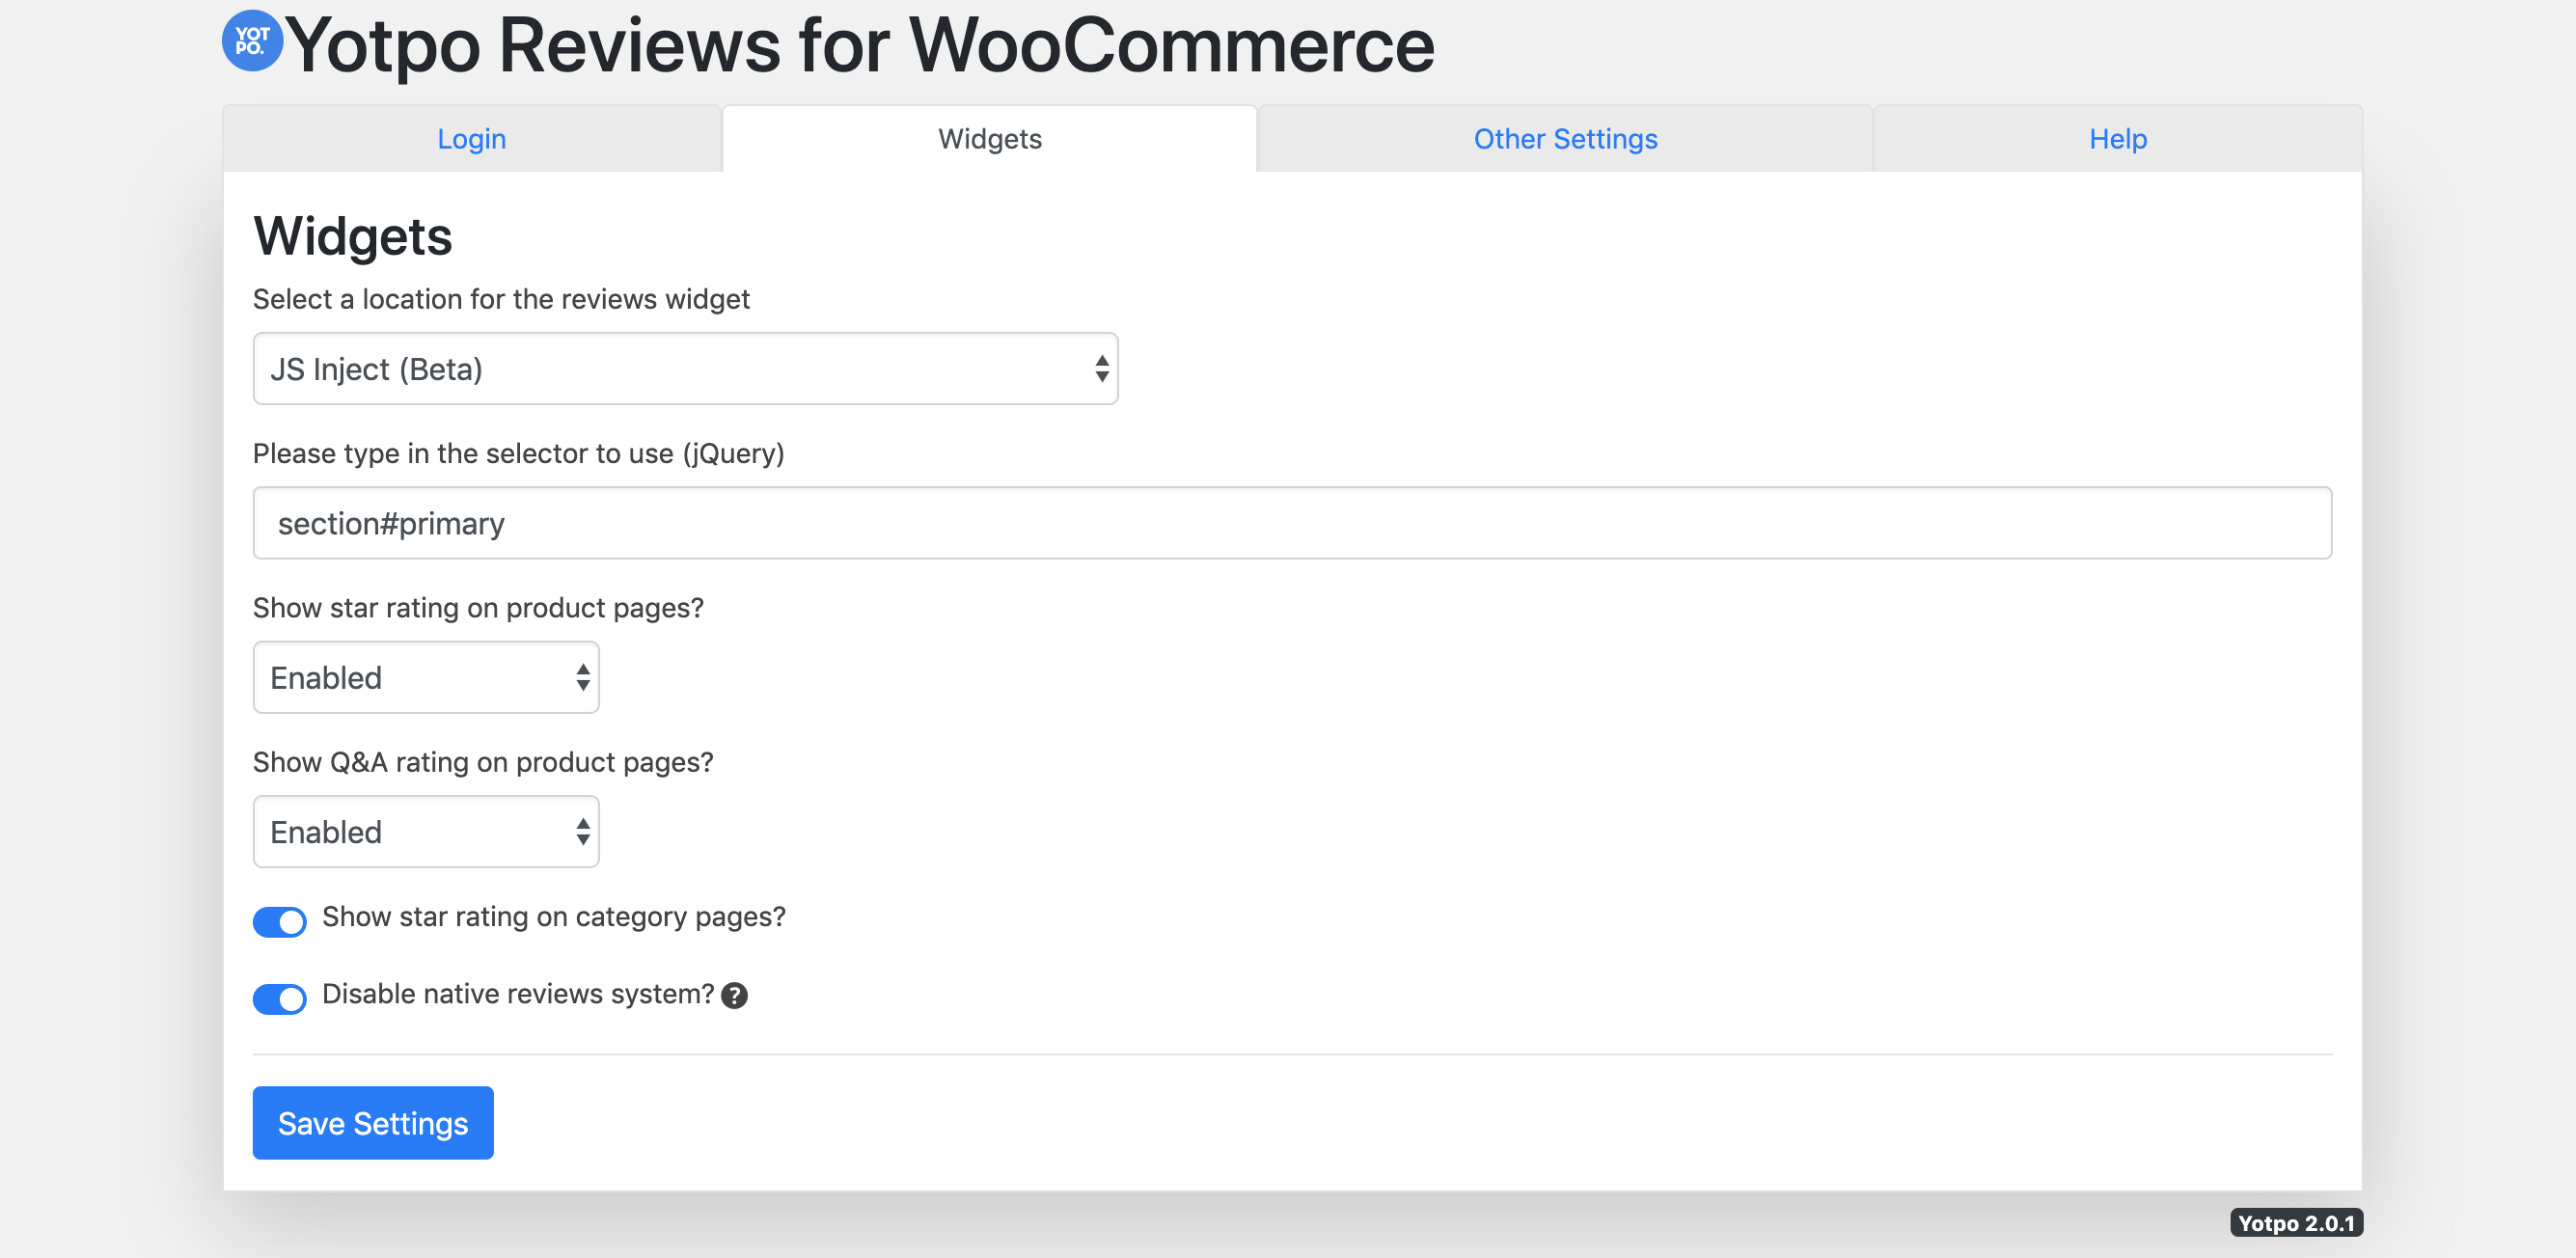 YOT
PO.
Yotpo Reviews for WooCommerce
Login
Widgets
Other Settings
Help
Widgets
Select a location for the reviews widget
JS Inject (Beta)
Please type in the selector to use (jQuery)
section#primary
Show star rating on product pages?
Enabled
Show Q&A rating on product pages?
Enabled
Show star rating on category pages?
Disable native reviews system? ?
Save Settings
Yotpo 2.0.1